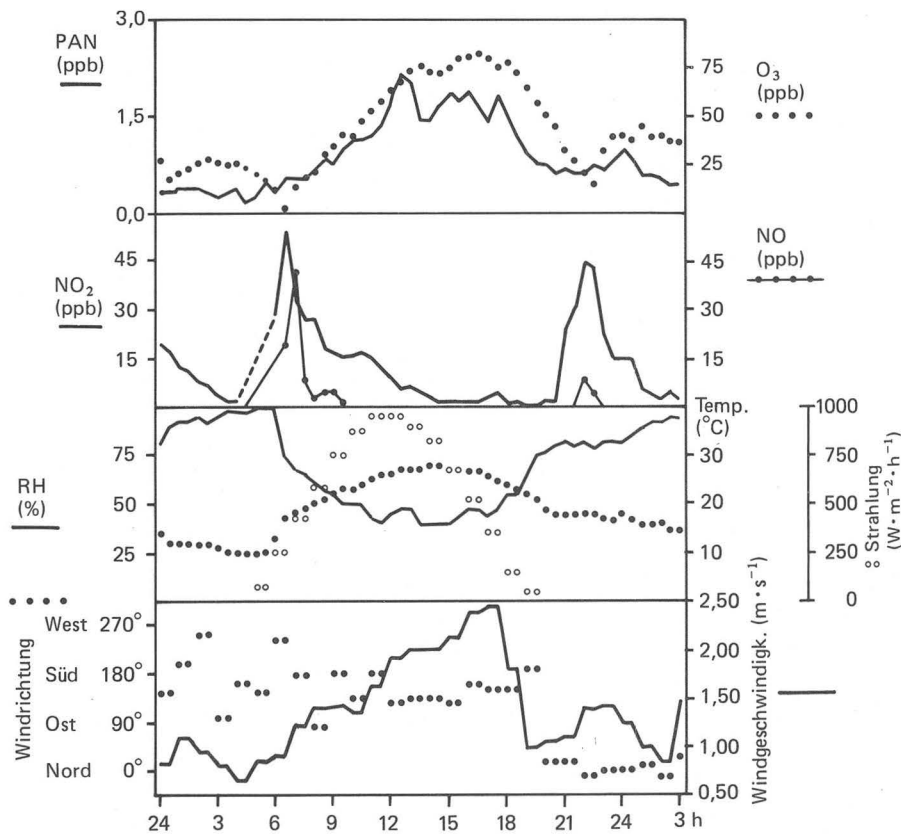 PAN
(ppb)
3,0
1,5
0,0
75
50
25
O₃
(ppb)
NO₂
(ppb)
45
30
15
45
30
15
NO
(ppb)
RH
(%)
75
50
25
Temp.
(°C)
30
20
10
0
1000
750
500
250
0
Strahlung
(W·m⁻²·h⁻¹)
Windrichtung
West 270°
Süd 180°
Ost 90°
Nord 0°
2,50
2,00
1,50
1,00
0,50
Windgeschwindigk. (m·s⁻¹)
24 3 6 9 12 15 18 21 24 3 h